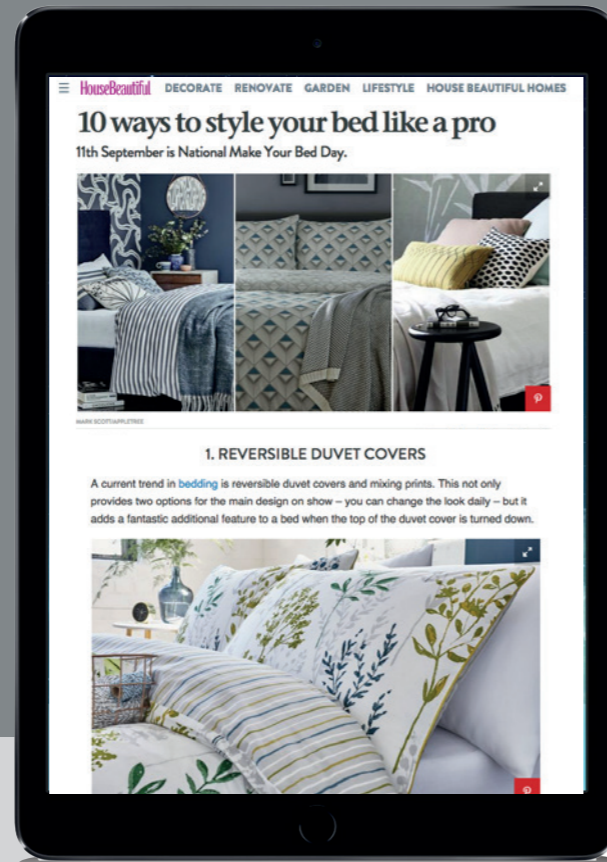 HouseBeautiful DECORATE RENOVATE GARDEN LIFESTYLE HOUSE BEAUTIFUL HOMES
10 ways to style your bed like a pro
11th September is National Make Your Bed Day.
MARK SCOTT/APPLETREE
1. REVERSIBLE DUVET COVERS
A current trend in bedding is reversible duvet covers and mixing prints. This not only
provides two options for the main design on show – you can change the look daily – but it
adds a fantastic additional feature to a bed when the top of the duvet cover is turned down.